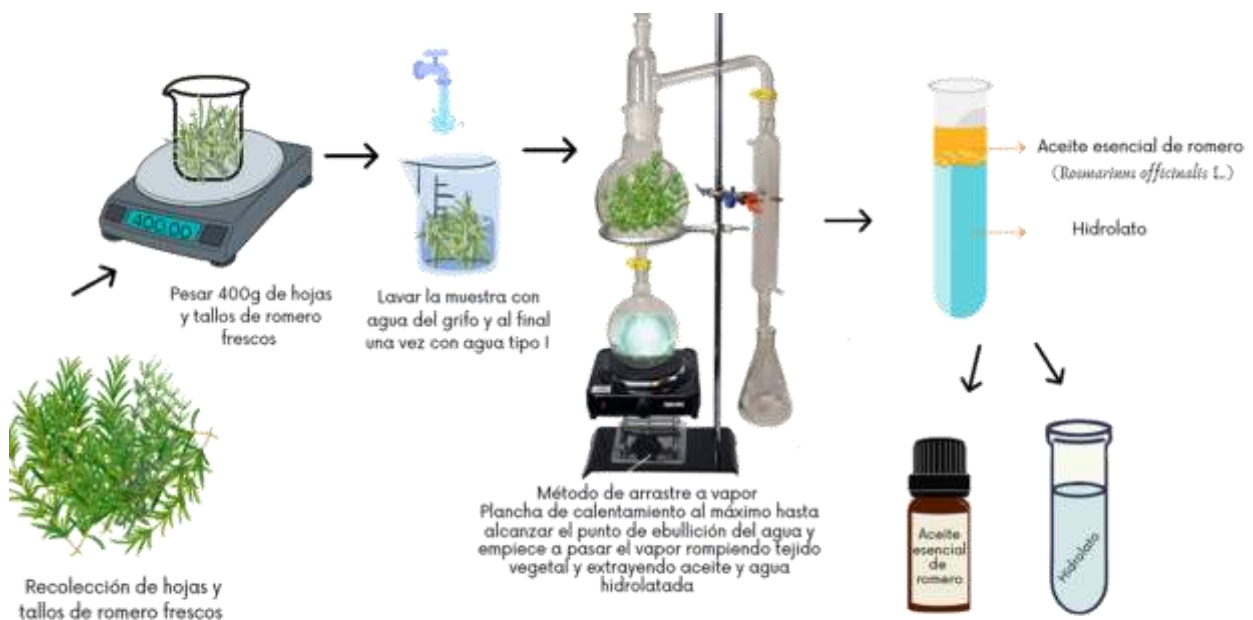 Recolección de hojas y
tallos de romero frescos
400.00
Pesar 400g de hojas
y tallos de romero
frescos
Lavar la muestra con
agua del grifo y al final
una vez con agua tipo I
Método de arrastre a vapor
Plancha de calentamiento al máximo hasta
alcanzar el punto de ebullición del agua y
empiece a pasar el vapor rompiendo tejido
vegetal y extrayendo aceite y agua
hidrolatada
Aceite esencial de romero
(Rosmarinus officinalis L.)
Hidrolato
Aceite
esencial
de
romero
Hidrolato